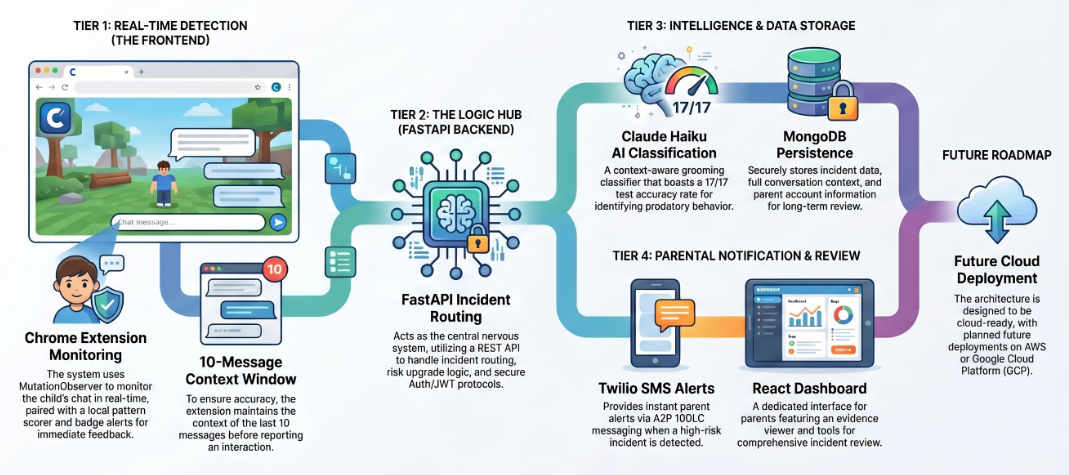 TIER 1: REAL-TIME DETECTION
(THE FRONTEND)
C
C
C
Chat message...
Chrome Extension
Monitoring
The system uses
MutationObserver to monitor
the child's chat in real-time,
paired with a local pattern
scorer and badge alerts for
immediate feedback.
10
10-Message
Context Window
To ensure accuracy, the
extension maintains the
context of the last 10
messages before reporting
an interaction.
TIER 2: THE LOGIC HUB
(FASTAPI BACKEND)
FastAPI Incident
Routing
Acts as the central nervous
system, utilizing a REST API
to handle incident routing,
risk upgrade logic, and secure
Auth/JWT protocols.
TIER 3: INTELLIGENCE & DATA STORAGE
17/17
Claude Haiku
AI Classification
A context-aware grooming
classifier that boasts a 17/17
test accuracy rate for
identifying prodatory behavior.
MongoDB
Persistence
Securely stores incident data,
full conversation context, and
parent account information
for long-term review.
TIER 4: PARENTAL NOTIFICATION & REVIEW
Twilio SMS Alerts
Provides instant parent
alerts via A2P 10OLC
messaging when a high-risk
incident is detected.
React Dashboard
A dedicated interface for
parents featuring an evidence
viewer and tools for
comprehensive incident review.
FUTURE ROADMAP
Future Cloud
Deployment
The architecture is
designed to be
cloud-ready, with
planned future
deployments on AWS
or Google Cloud
Platform (GCP).